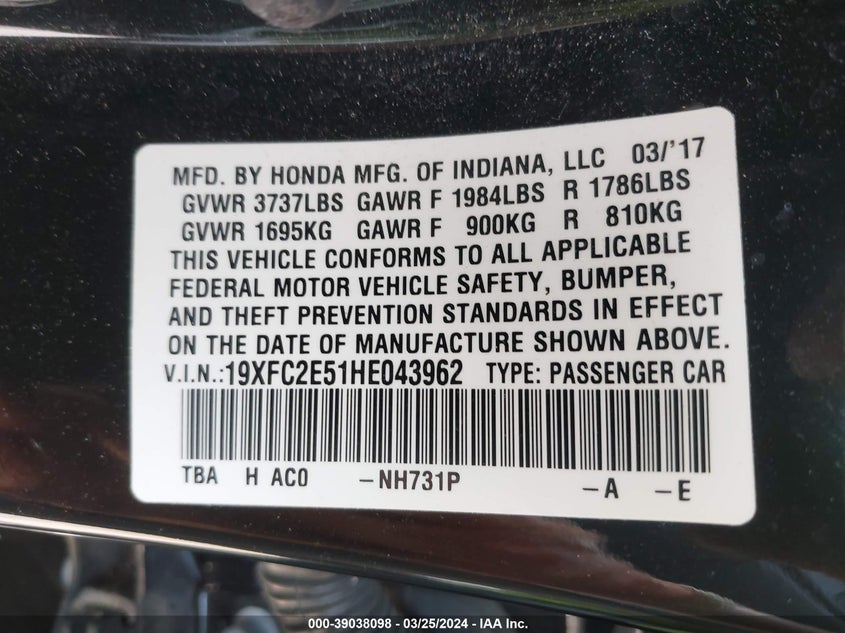 MFD. BY HONDA MFG. OF INDIANA, LLC 03/'17
GVWR 3737LBS GAWR F 1984LBS R 1786LBS
GVWR 1695KG GAWR F 900KG R 810KG
THIS VEHICLE CONFORMS TO ALL APPLICABLE
FEDERAL MOTOR VEHICLE SAFETY, BUMPER,
AND THEFT PREVENTION STANDARDS IN EFFECT
ON THE DATE OF MANUFACTURE SHOWN ABOVE.
V.I.N.:19XFC2E51HE043962 TYPE: PASSENGER CAR
TBA H AC0 -NH731P -A -E
000-39038098 - 03/25/2024 - IAA Inc.